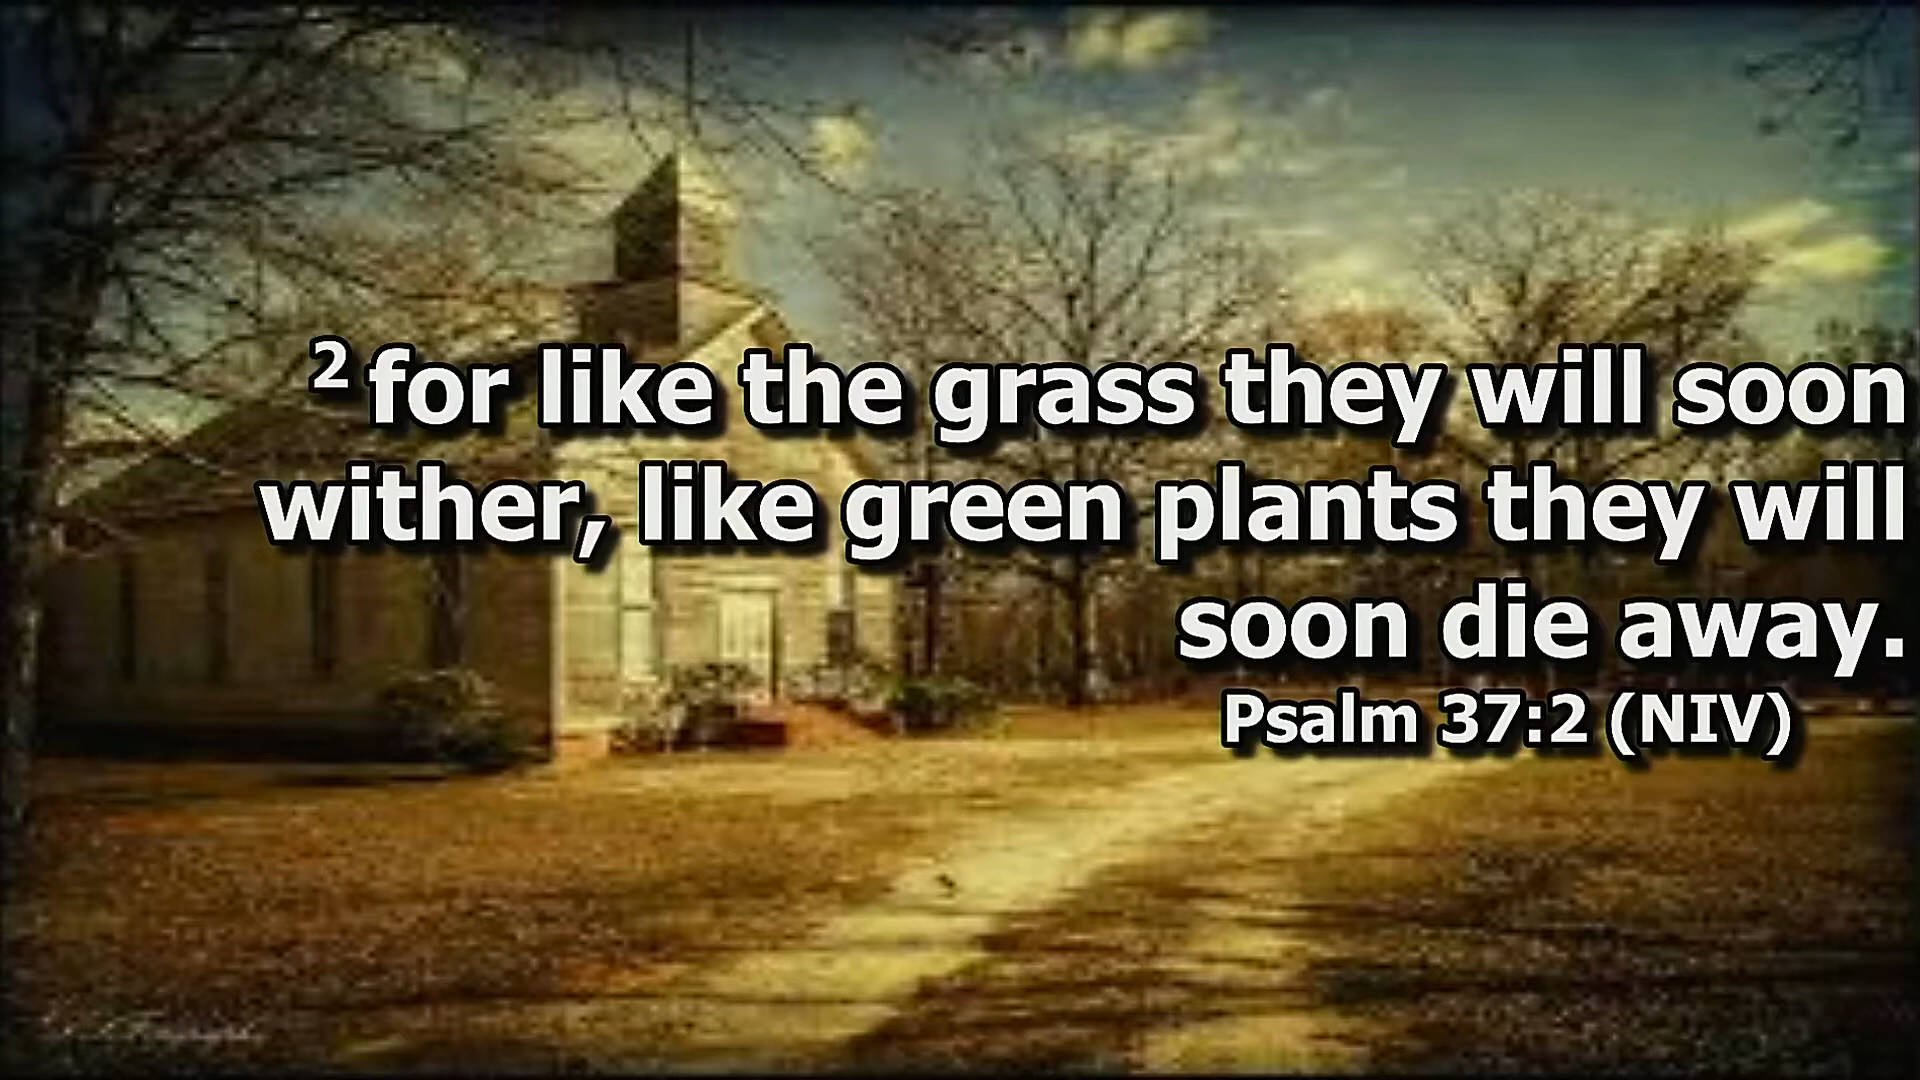 2 for like the grass they will soon
wither, like green plants they will
soon die away.
Psalm 37:2 (NIV)